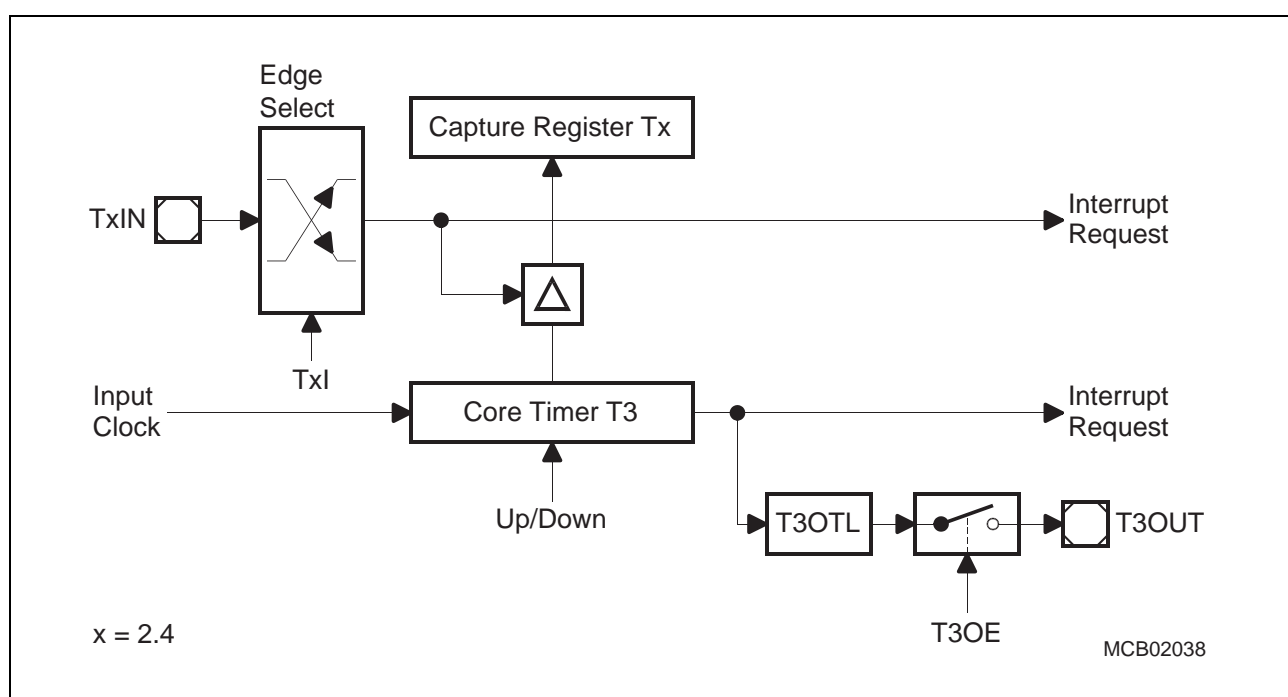 Edge
Select
Capture Register Tx
TxIN
Interrupt
Request
TxI
Input
Clock
Core Timer T3
Interrupt
Request
Up/Down
T3OTL
T3OUT
T3OE
x = 2.4
MCB02038